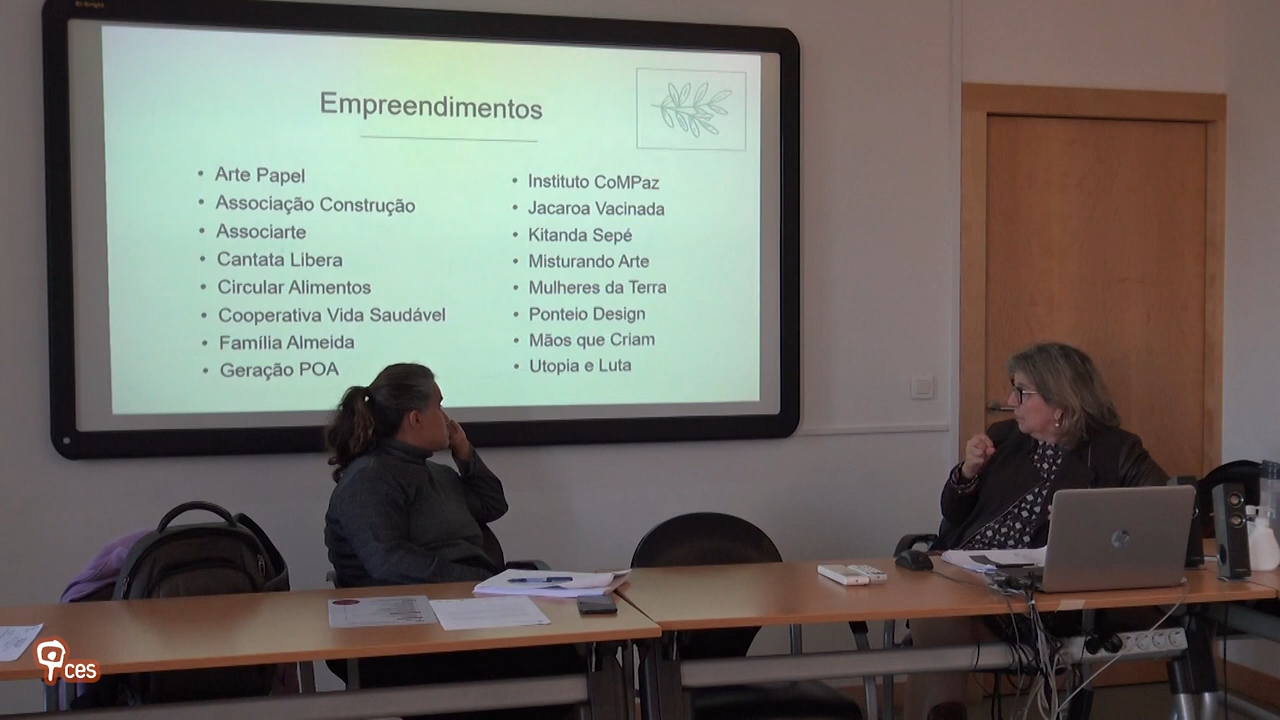 Empreendimentos
• Arte Papel
• Associação Construção
• Associarte
• Cantata Libera
• Circular Alimentos
• Cooperativa Vida Saudável
• Família Almeida
• Geração POA
• Instituto CoMPaz
• Jacaroa Vacinada
• Kitanda Sepé
• Misturando Arte
• Mulheres da Terra
• Ponteio Design
• Mãos que Criam
• Utopia e Luta
ces